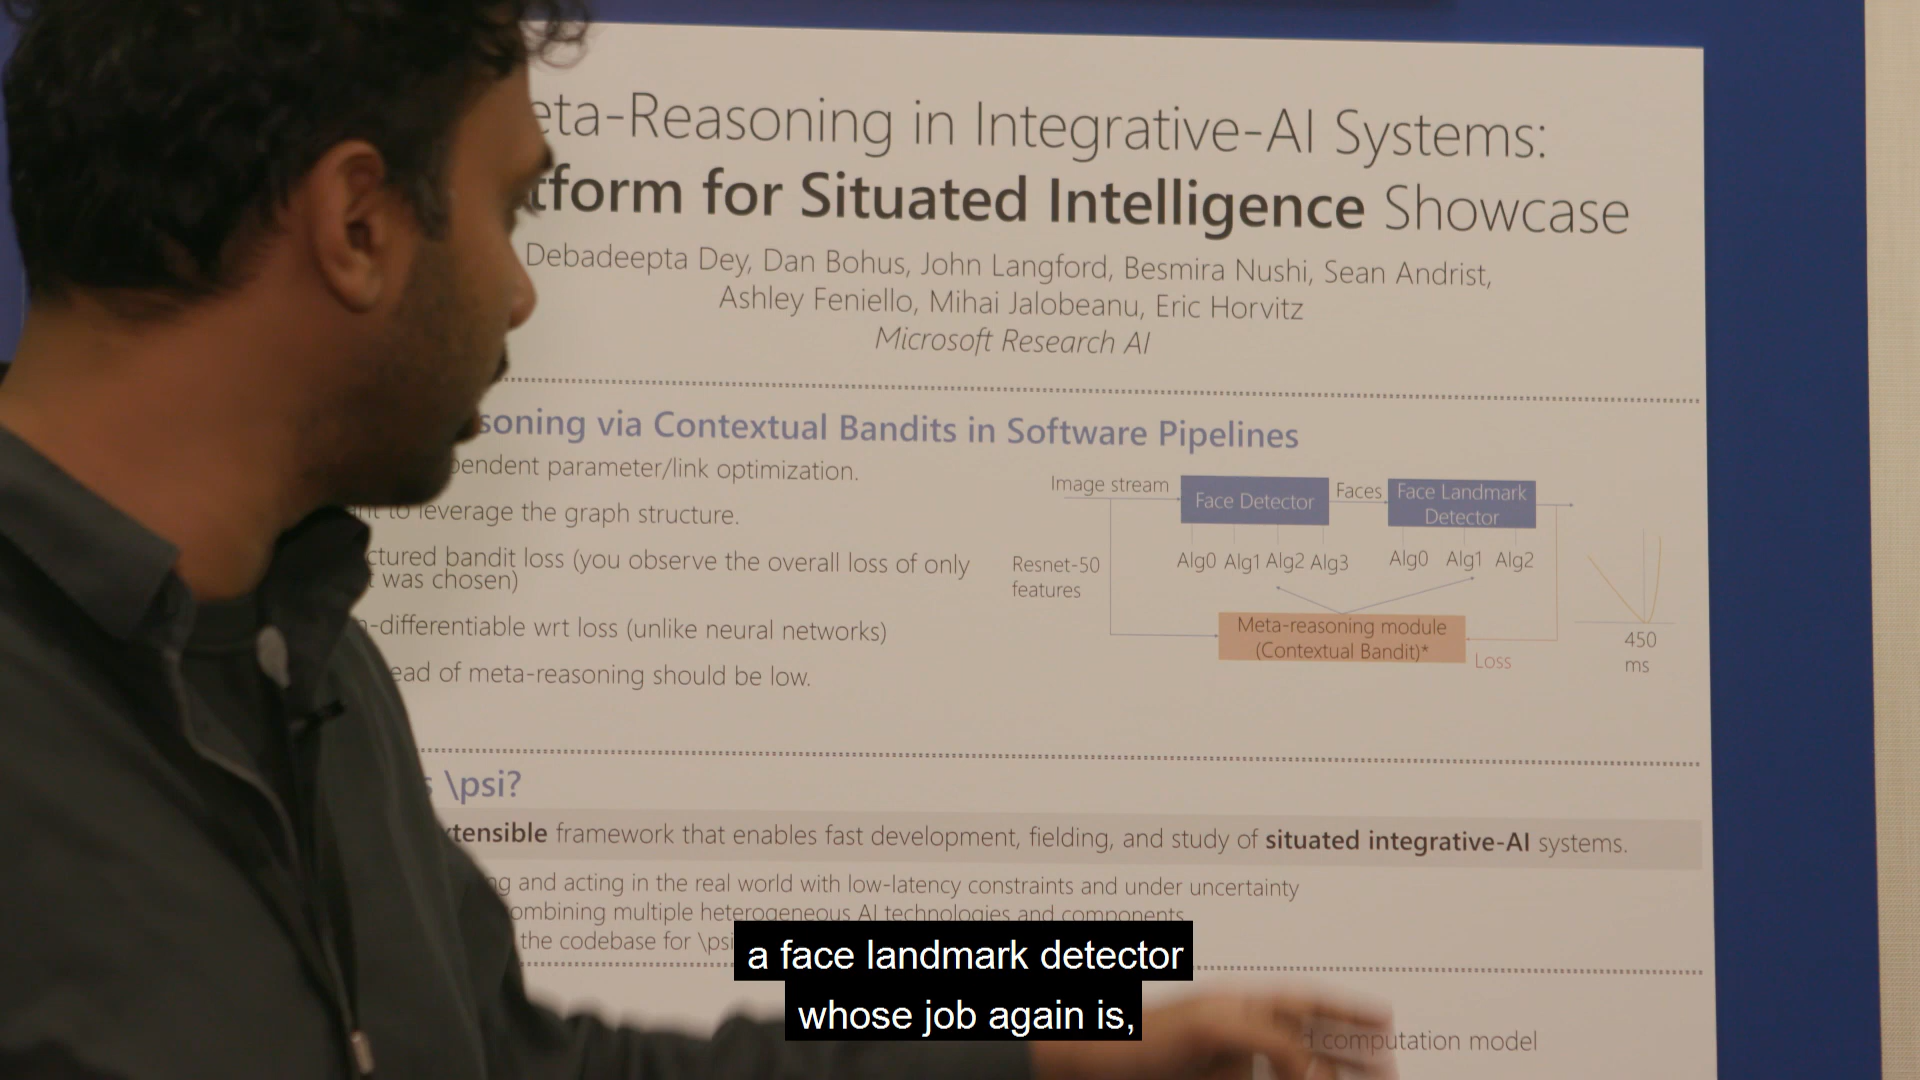 eta-Reasoning in Integrative-AI Systems:
tform for Situated Intelligence Showcase
Debadeepta Dey, Dan Bohus, John Langford, Besmira Nushi, Sean Andrist,
Ashley Feniello, Mihai Jalobeanu, Eric Horvitz
Microsoft Research AI
soning via Contextual Bandits in Software Pipelines
pendent parameter/link optimization.
nt to leverage the graph structure.
ctured bandit loss (you observe the overall loss of only
t was chosen)
-differentiable wrt loss (unlike neural networks)
ead of meta-reasoning should be low.
Image stream
Face Detector
Faces
Face Landmark
Detector
Alg0 Alg1 Alg2 Alg3
Alg0 Alg1 Alg2
Resnet-50
features
Meta-reasoning module
(Contextual Bandit)*
Loss
450
ms
s \psi?
xtensible framework that enables fast development, fielding, and study of situated integrative-AI systems.
ng and acting in the real world with low-latency constraints and under uncertainty
ombining multiple heterogeneous AI technologies and components
the codebase for \psi
a face landmark detector
whose job again is,
d computation model